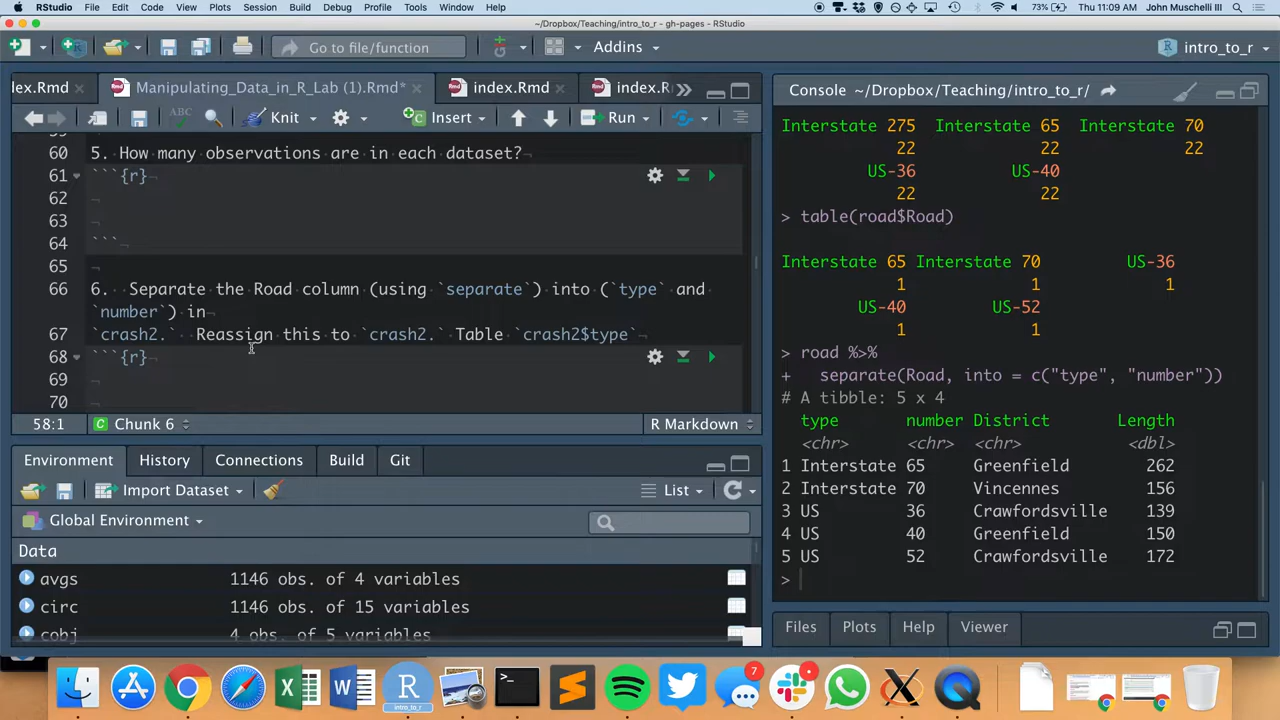 RStudio File Edit Code View Plots Session Build Debug Profile Tools Window Help 73% Thu 11:09 AM John Muschelli III
~/Dropbox/Teaching/intro_to_r - gh-pages - RStudio
Go to file/function Addins intro_to_r
lex.Rmd Manipulating_Data_in_R_Lab (1).Rmd* index.Rmd index.R
Knit Insert Run
60 5. How many observations are in each dataset?
61 ```{r}
62
63
64 ```
65
66 6. Separate the Road column (using `separate`) into (`type` and
`number`) in
67 `crash2.` Reassign this to `crash2.` Table `crash2$type`
68 ```{r}
69
70
58:1 Chunk 6 R Markdown
Environment History Connections Build Git
Import Dataset List
Global Environment
Data
avgs 1146 obs. of 4 variables
circ 1146 obs. of 15 variables
cobj 4 obs. of 5 variables
Console ~/Dropbox/Teaching/intro_to_r/
Interstate 275 Interstate 65 Interstate 70
22 22 22
US-36 US-40
22 22
> table(road$Road)
Interstate 65 Interstate 70 US-36
1 1 1
US-40 US-52
1 1
> road %>%
+ separate(Road, into = c("type", "number"))
# A tibble: 5 x 4
type number District Length
<chr> <chr> <chr> <dbl>
1 Interstate 65 Greenfield 262
2 Interstate 70 Vincennes 156
3 US 36 Crawfordsville 139
4 US 40 Greenfield 150
5 US 52 Crawfordsville 172
>
Files Plots Help Viewer
R
intro_to_r
7